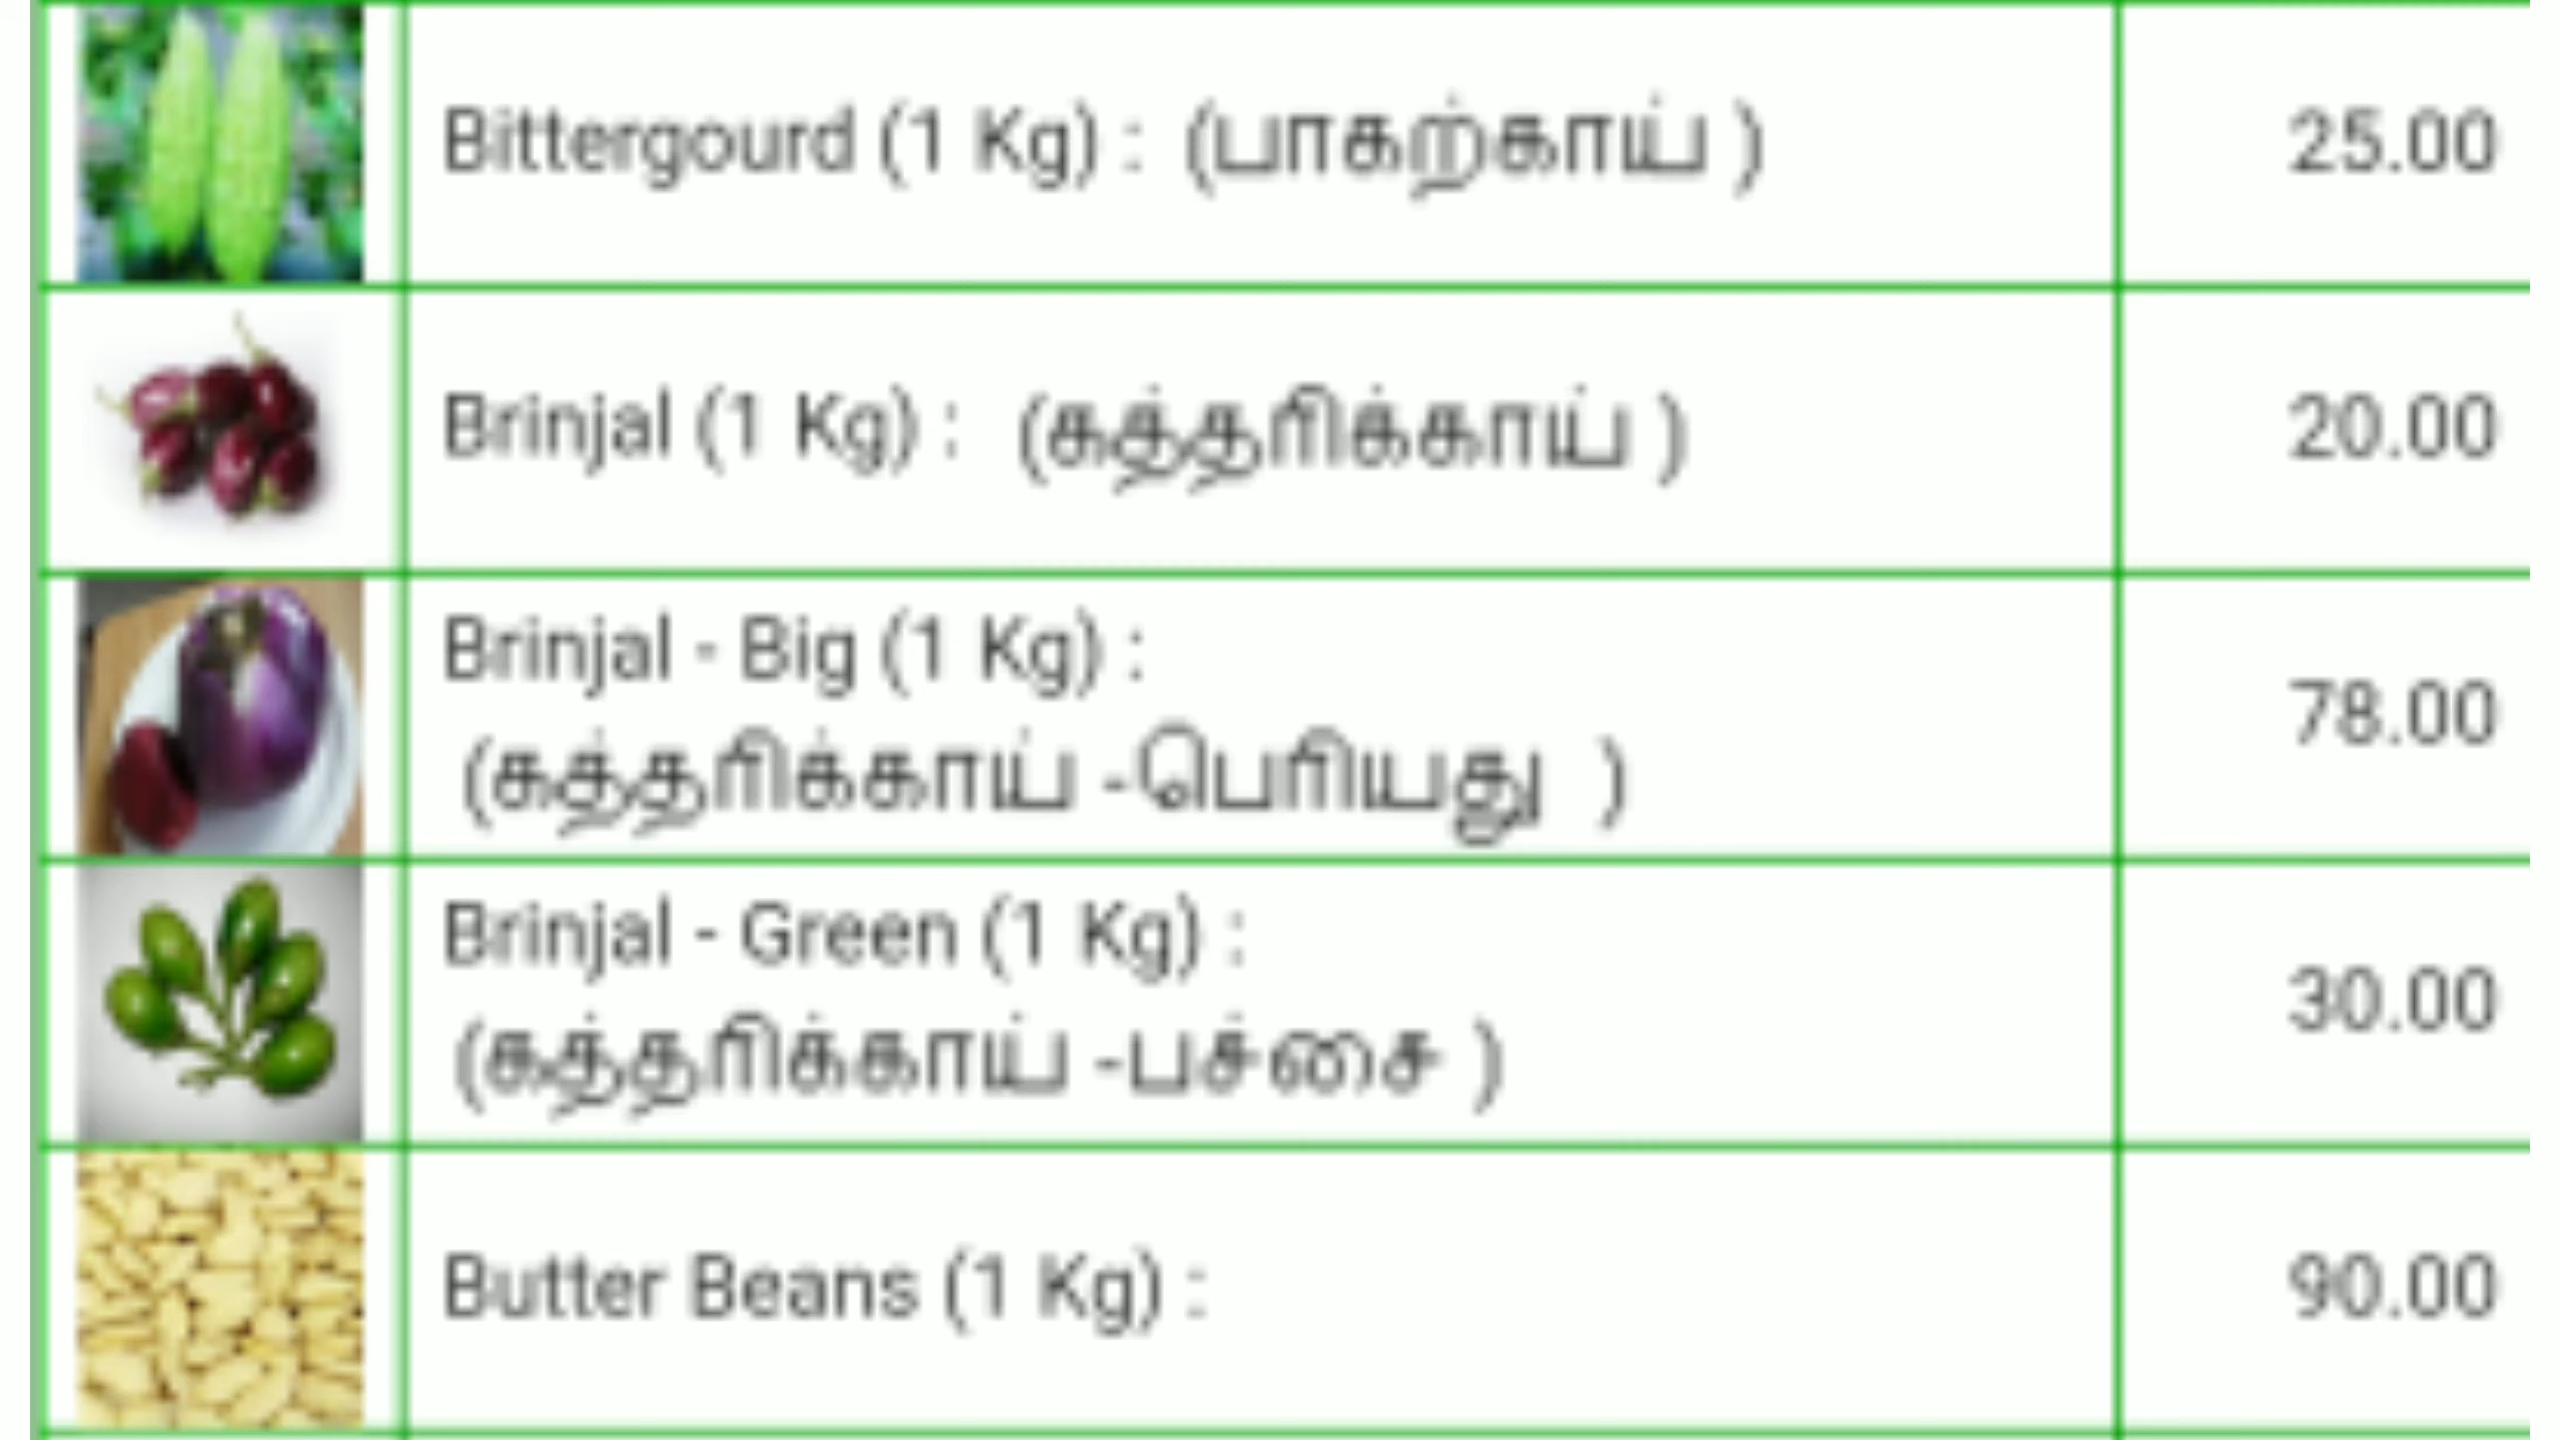 Bittergourd (1 Kg) : (பாகற்காய் ) 25.00
Brinjal (1 Kg) : (கத்தரிக்காய் ) 20.00
Brinjal - Big (1 Kg) :
(கத்தரிக்காய் -பெரியது ) 78.00
Brinjal - Green (1 Kg) :
(கத்தரிக்காய் -பச்சை ) 30.00
Butter Beans (1 Kg) : 90.00